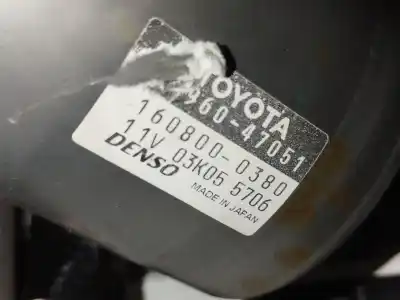 TOYOTA
960-47051
160800-0380
11V 03K05 5706
DENSO
MADE IN JAPAN